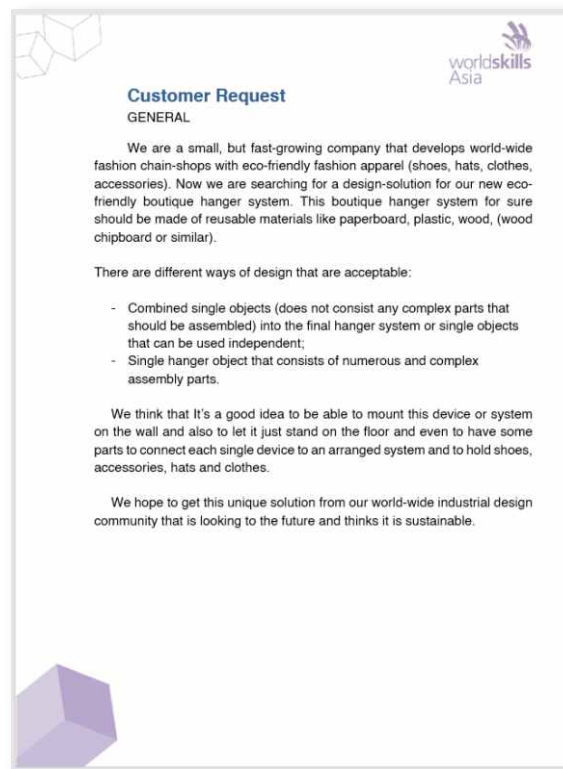 worldskills
Asia
Customer Request
GENERAL
We are a small, but fast-growing company that develops world-wide
fashion chain-shops with eco-friendly fashion apparel (shoes, hats, clothes,
accessories). Now we are searching for a design-solution for our new eco-
friendly boutique hanger system. This boutique hanger system for sure
should be made of reusable materials like paperboard, plastic, wood, (wood
chipboard or similar).
There are different ways of design that are acceptable:
- Combined single objects (does not consist any complex parts that
should be assembled) into the final hanger system or single objects
that can be used independent;
- Single hanger object that consists of numerous and complex
assembly parts.
We think that It's a good idea to be able to mount this device or system
on the wall and also to let it just stand on the floor and even to have some
parts to connect each single device to an arranged system and to hold shoes,
accessories, hats and clothes.
We hope to get this unique solution from our world-wide industrial design
community that is looking to the future and thinks it is sustainable.